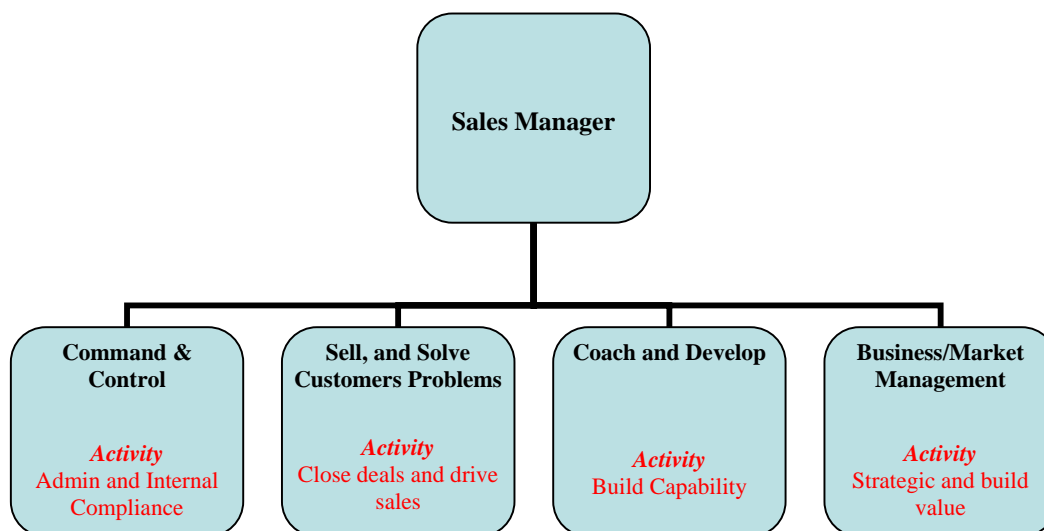 Sales Manager
Command &
Control
Activity
Admin and Internal
Compliance
Sell, and Solve
Customers Problems
Activity
Close deals and drive
sales
Coach and Develop
Activity
Build Capability
Business/Market
Management
Activity
Strategic and build
value